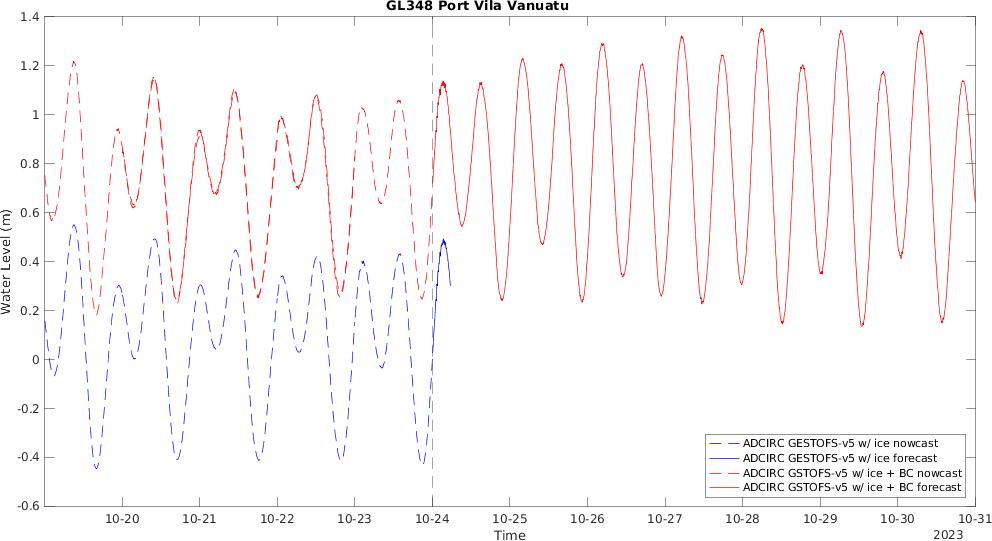 GL348 Port Vila Vanuatu
1.4
1.2
1
0.8
0.6
0.4
0.2
0
-0.2
-0.4
-0.6
Water Level (m)
ADCIRC GESTOFS-v5 w/ ice nowcast
ADCIRC GESTOFS-v5 w/ ice forecast
ADCIRC GSTOFS-v5 w/ ice + BC nowcast
ADCIRC GSTOFS-v5 w/ ice + BC forecast
10-20 10-21 10-22 10-23 10-24 10-25 10-26 10-27 10-28 10-29 10-30 10-31
Time
2023